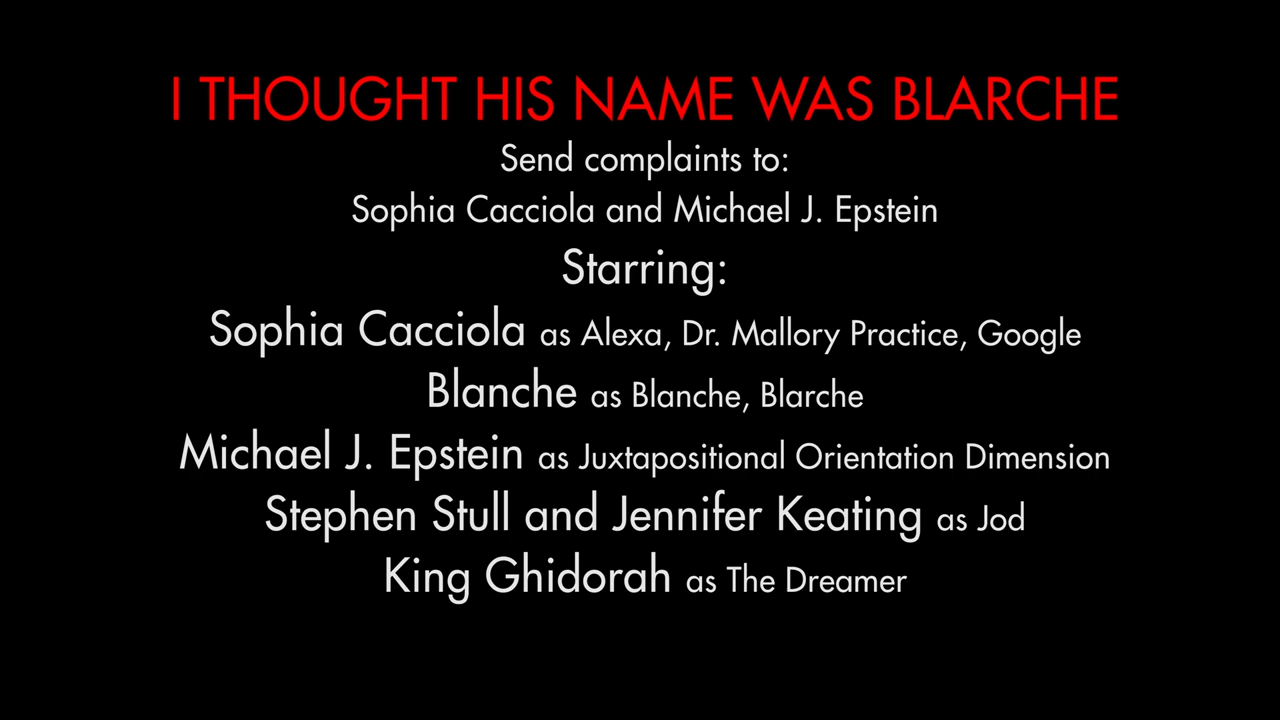 I THOUGHT HIS NAME WAS BLARCHE
Send complaints to:
Sophia Cacciola and Michael J. Epstein
Starring:
Sophia Cacciola as Alexa, Dr. Mallory Practice, Google
Blanche as Blanche, Blarche
Michael J. Epstein as Juxtapositional Orientation Dimension
Stephen Stull and Jennifer Keating as Jod
King Ghidorah as The Dreamer